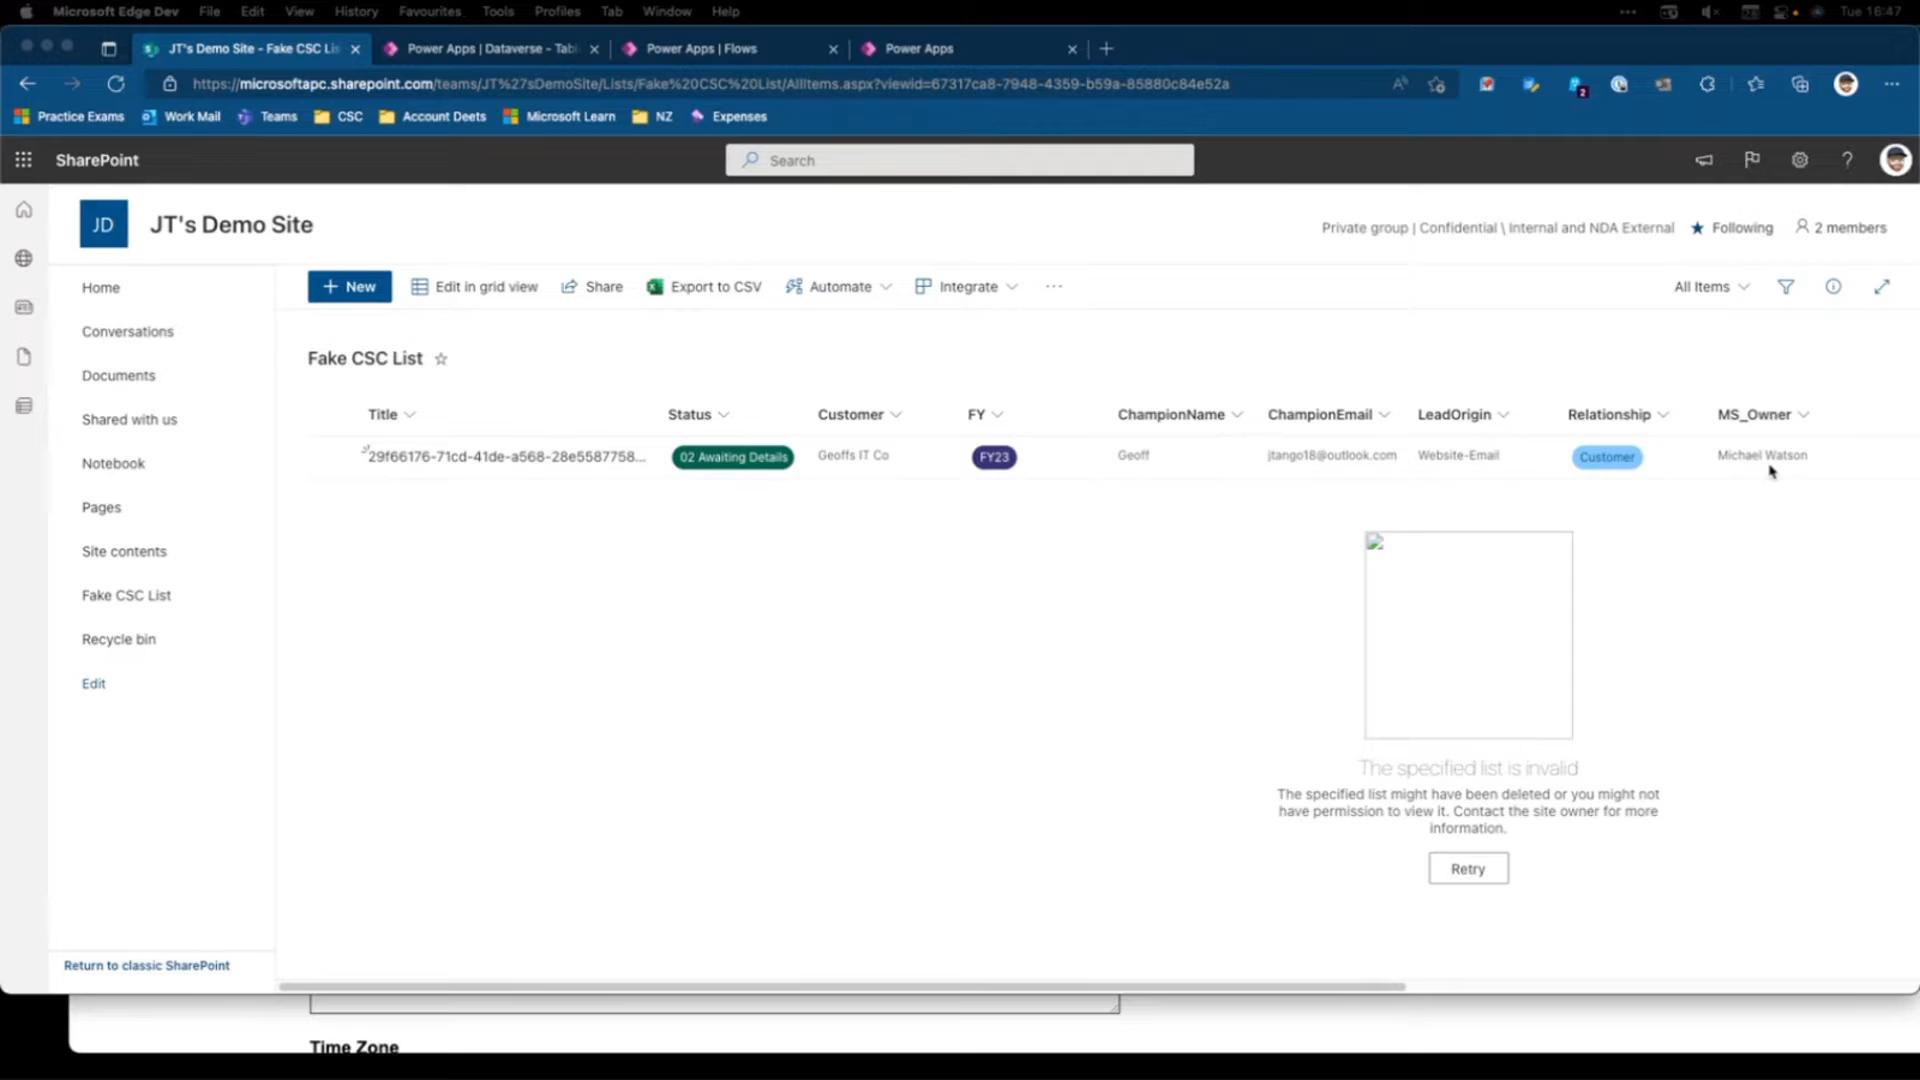 Microsoft Edge Dev File Edit View History Favourites Tools Profiles Tab Window Help Tue 16:47
JT's Demo Site - Fake CSC Li Power Apps | Dataverse - Tabl Power Apps | Flows Power Apps
https://microsoftapc.sharepoint.com/teams/JT%27sDemoSite/Lists/Fake%20CSC%20List/AllItems.aspx?viewid=67317ca8-7948-4359-b59a-85880c84e52a
2
Practice Exams Work Mail Teams CSC Account Deets Microsoft Learn NZ Expenses
SharePoint Search
JD JT's Demo Site
Private group | Confidential \ Internal and NDA External Following 2 members
Home
Conversations
Documents
Shared with us
Notebook
Pages
Site contents
Fake CSC List
Recycle bin
Edit
Return to classic SharePoint
New Edit in grid view Share Export to CSV Automate Integrate All Items
Fake CSC List
Title Status Customer FY ChampionName ChampionEmail LeadOrigin Relationship MS_Owner
29f66176-71cd-41de-a568-28e5587758... 02 Awaiting Details Geoffs IT Co FY23 Geoff jtango18@outlook.com Website-Email Customer Michael Watson
The specified list is invalid
The specified list might have been deleted or you might not
have permission to view it. Contact the site owner for more
information.
Retry
Time Zone